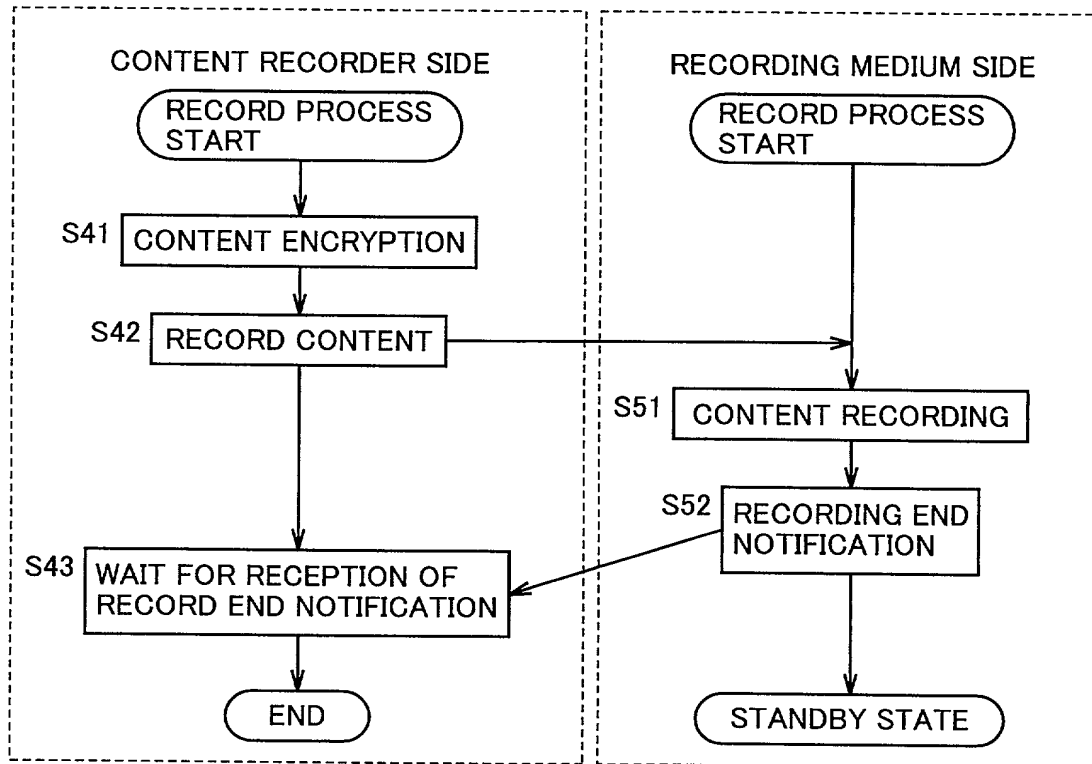 CONTENT RECORDER SIDE
RECORD PROCESS
START
S41
CONTENT ENCRYPTION
S42
RECORD CONTENT
S43
WAIT FOR RECEPTION OF
RECORD END NOTIFICATION
END
RECORDING MEDIUM SIDE
RECORD PROCESS
START
S51
CONTENT RECORDING
S52
RECORDING END
NOTIFICATION
STANDBY STATE